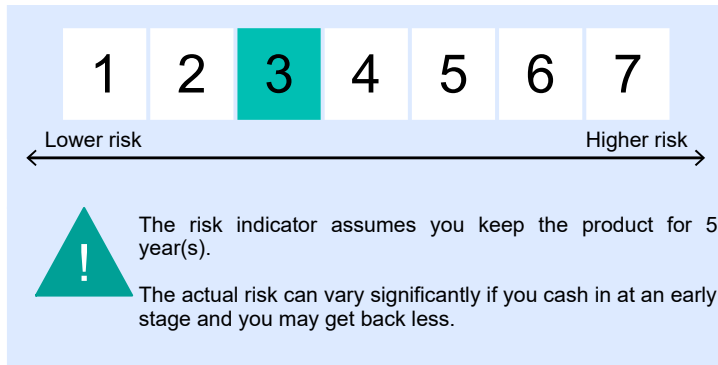 1 2 3 4 5 6 7
Lower risk Higher risk
!
The risk indicator assumes you keep the product for 5
year(s).
The actual risk can vary significantly if you cash in at an early
stage and you may get back less.